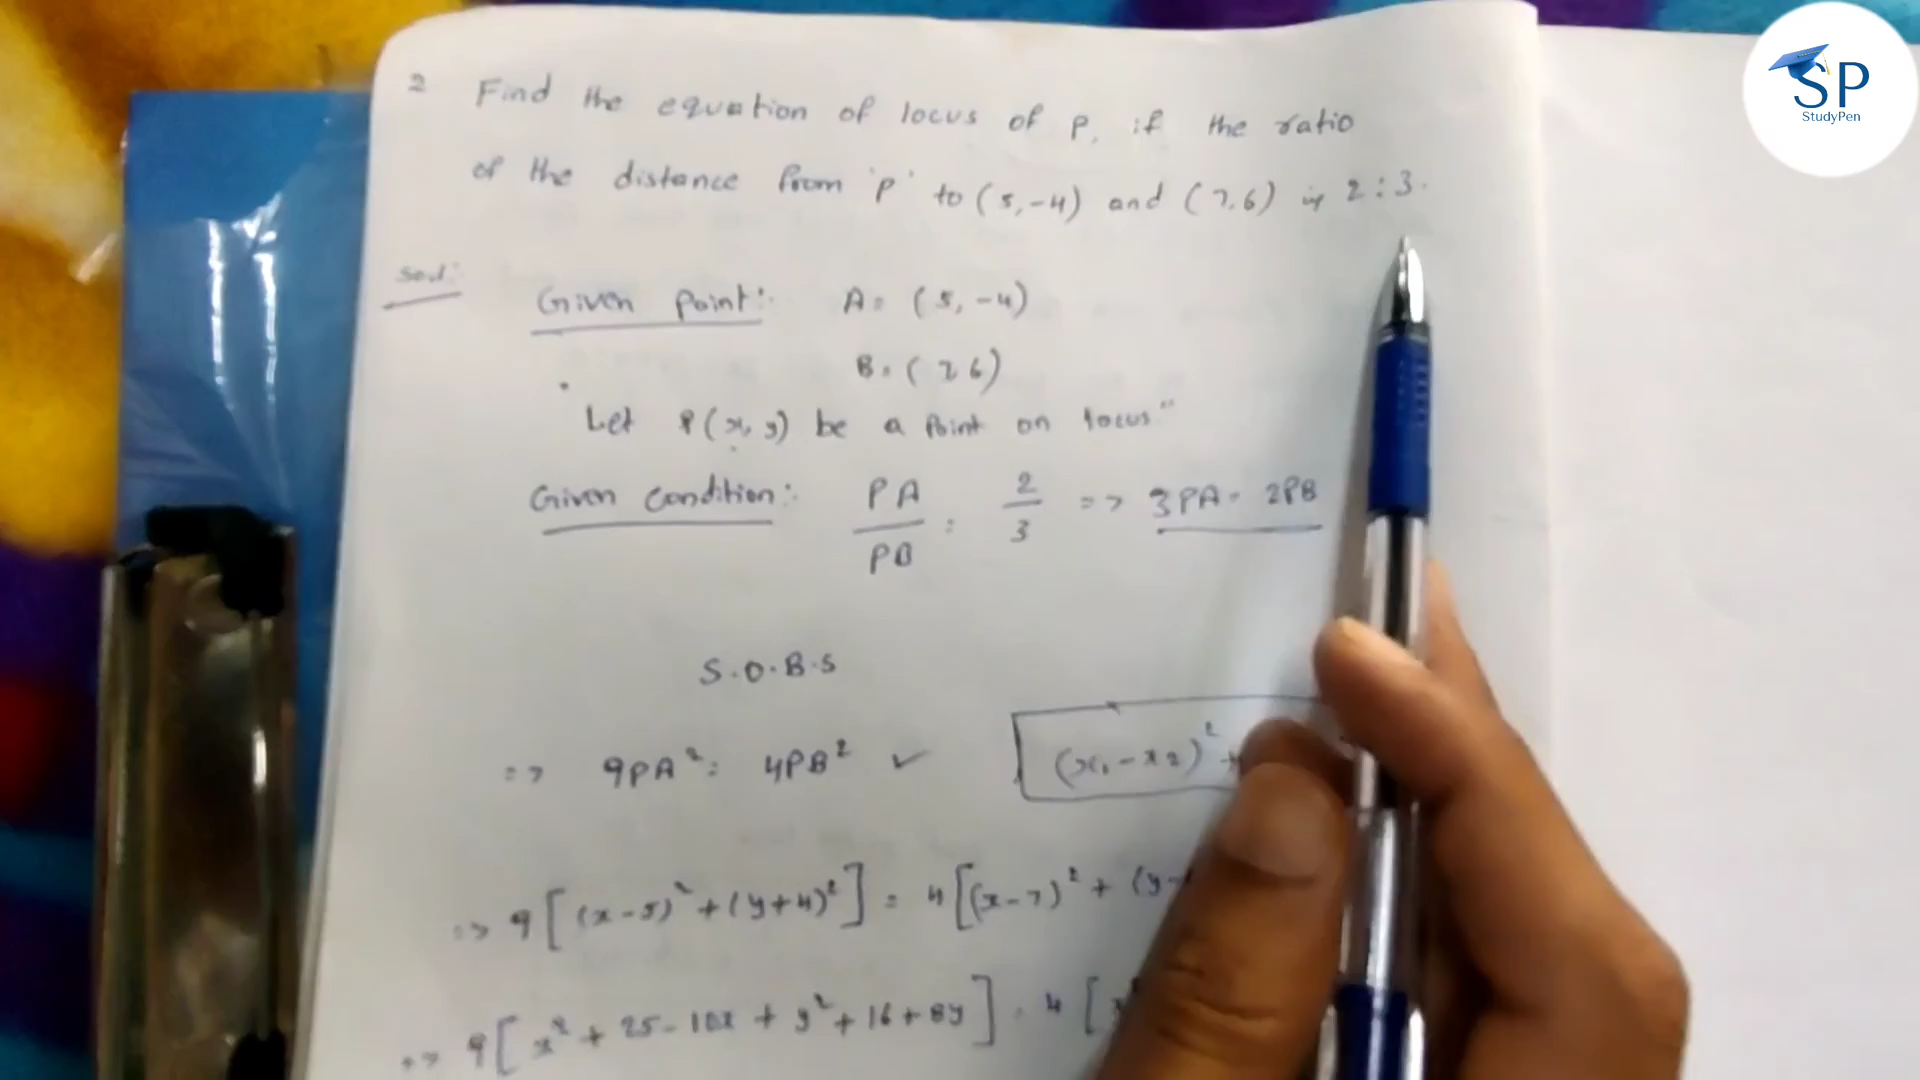 SP
StudyPen
2 Find the equation of locus of P, if the ratio
of the distance from 'p' to (5,-4) and (7,6) is 2:3.
Sol:
Given Point:. A = (5,-4)
B = (7 6)
Let P(x, y) be a Point on locus"
Given Condition: PA/PB = 2/3 => 3PA = 2PB
S.O.B.S
=> 9PA² = 4PB² ✓ (x₁-x₂)² +
=> 9[(x-5)²+(y+4)²] = 4[(x-7)² + (y-
=> 9[x²+25-10x+y²+16+8y] = 4[x²